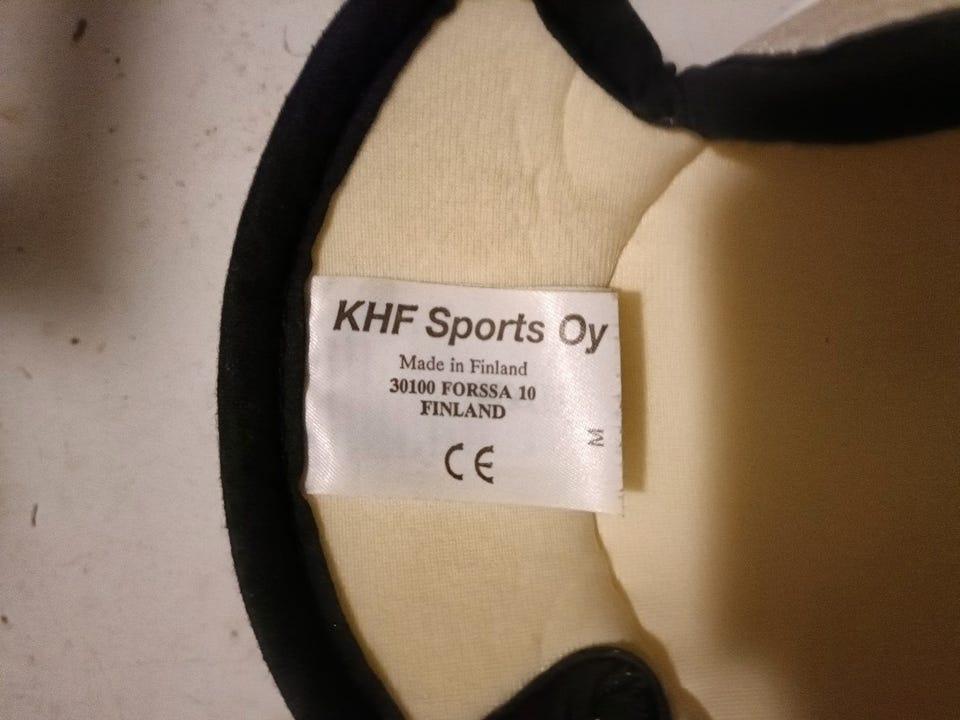 KHF Sports Oy
Made in Finland
30100 FORSSA 10
FINLAND
M
CE